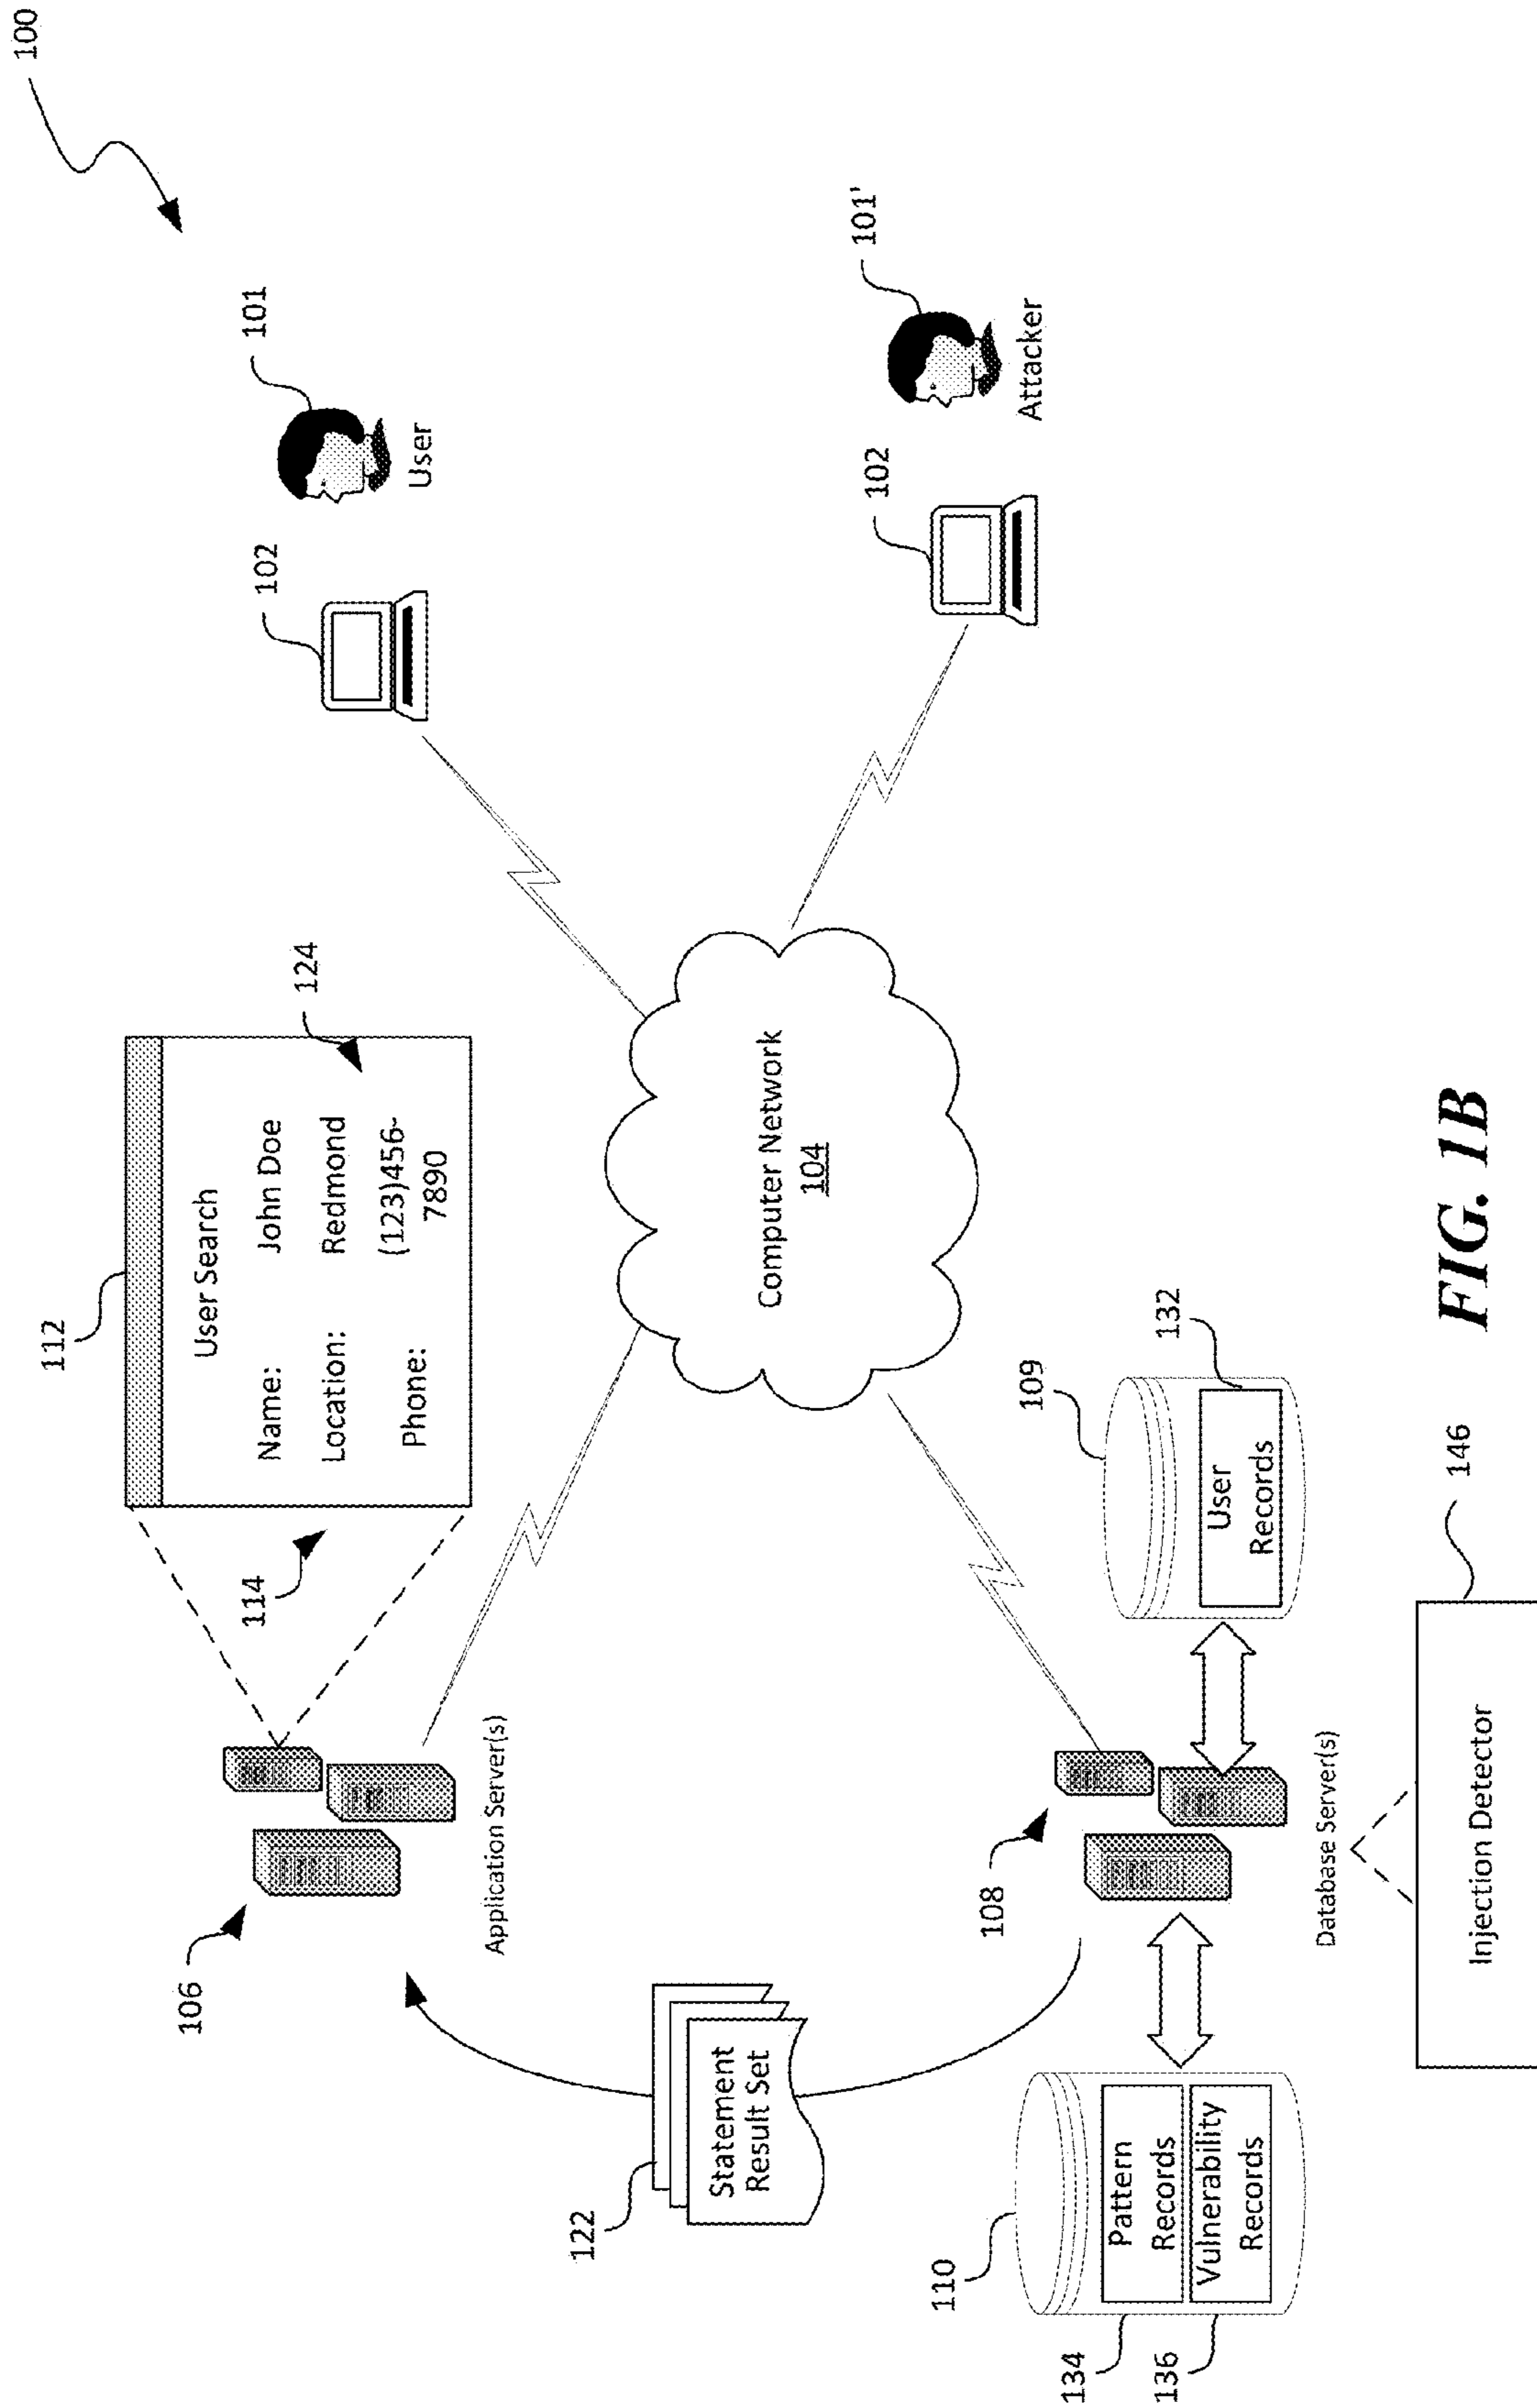 100
112
User Search
Name: John Doe
Location: Redmond
Phone: (123)456-
7890
114
124
106
Application Server(s)
102
101
User
122
Statement
Result Set
Computer Network
104
102
101'
Attacker
108
Database Server(s)
110
134
Pattern
Records
136
Vulnerability
Records
109
132
User
Records
146
Injection Detector
FIG. 1B